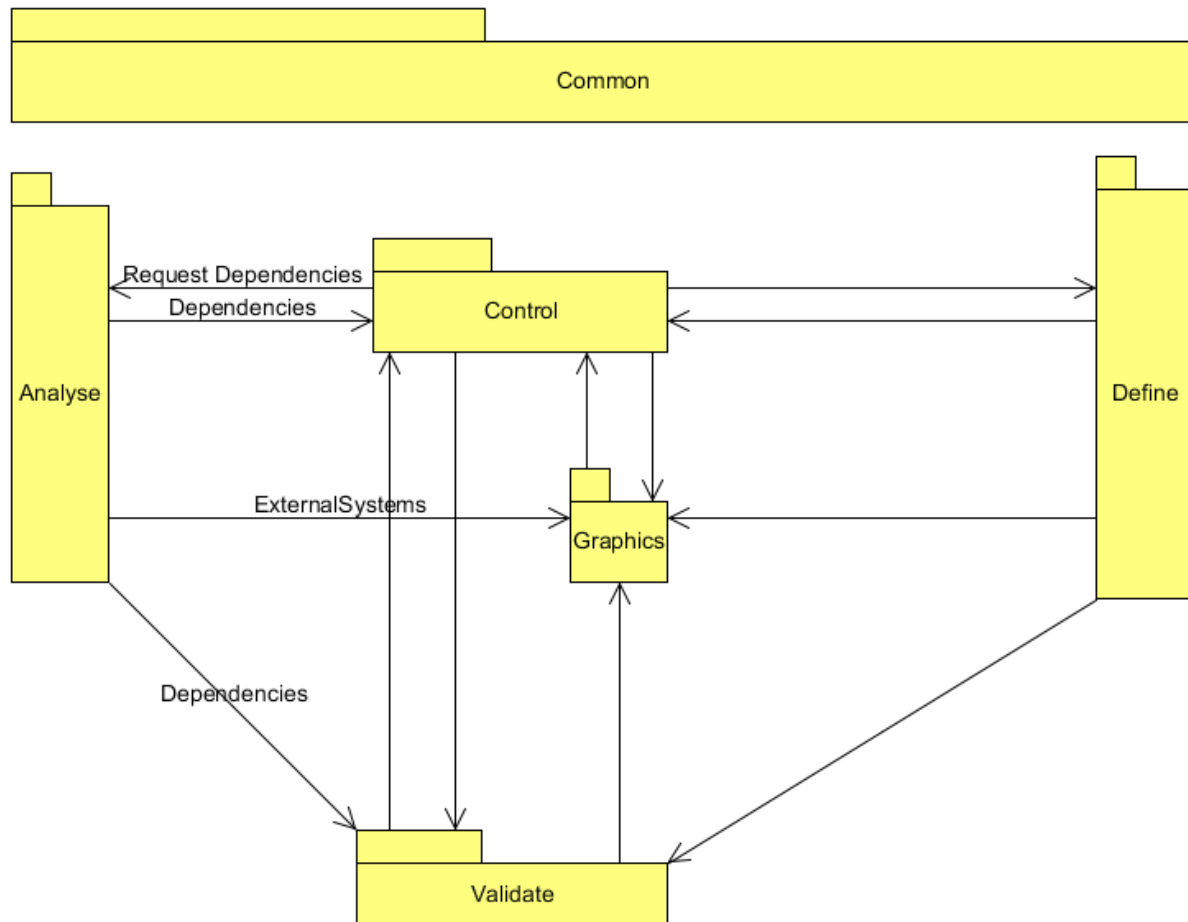 Common
Request Dependencies
Dependencies
Control
Analyse
Define
ExternalSystems
Graphics
Dependencies
Validate